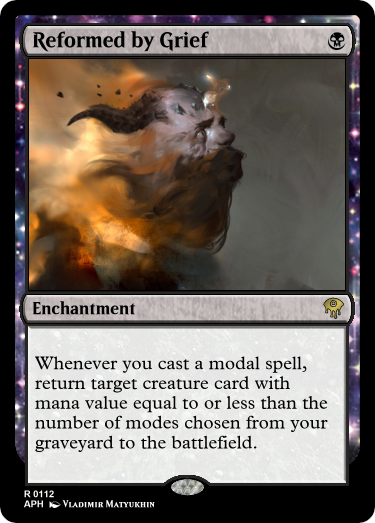 Reformed by Grief
Enchantment
Whenever you cast a modal spell,
return target creature card with
mana value equal to or less than the
number of modes chosen from your
graveyard to the battlefield.
R 0112
APH Vladimir Matyukhin